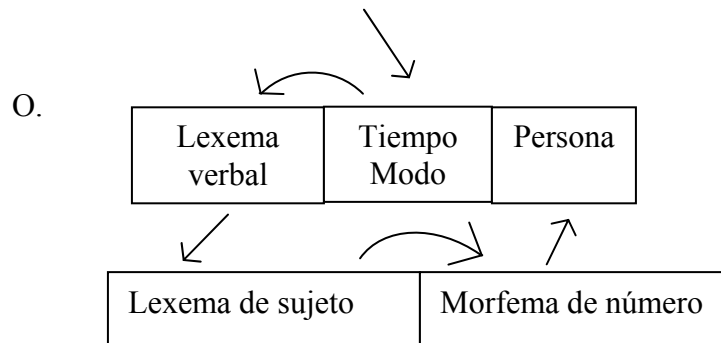 O.
Lexema
verbal
Tiempo
Modo
Persona
Lexema de sujeto
Morfema de número